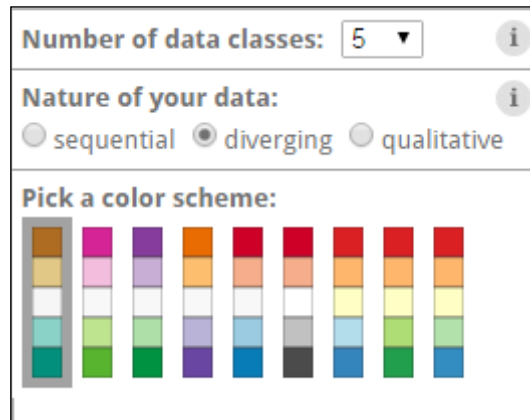 Number of data classes: 5 i
Nature of your data: i
sequential diverging qualitative
Pick a color scheme: